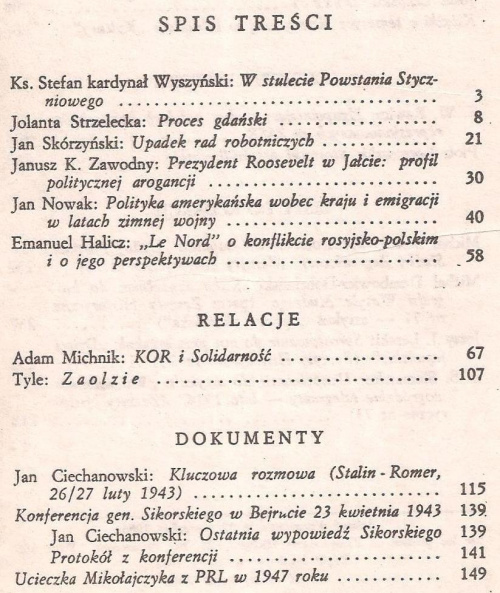 SPIS TREŚCI
Ks. Stefan kardynał Wyszyński: W stulecie Powstania Stycz-
niowego .................................... 3
Jolanta Strzelecka: Proces gdański .................... 8
Jan Skórzyński: Upadek rad robotniczych .............. 21
Janusz K. Zawodny: Prezydent Roosevelt w Jałcie: profil
politycznej arogancji ........................... 30
Jan Nowak: Polityka amerykańska wobec kraju i emigracji
w latach zimnej wojny ........................ 40
Emanuel Halicz: „Le Nord" o konflikcie rosyjsko-polskim
i o jego perspektywach ........................ 58
RELACJE
Adam Michnik: KOR i Solidarność .................. 67
Tyle: Zaolzie .................................... 107
DOKUMENTY
Jan Ciechanowski: Kluczowa rozmowa (Stalin - Romer,
26/27 luty 1943) ............................ 115
Konferencja gen. Sikorskiego w Bejrucie 23 kwietnia 1943 139
Jan Ciechanowski: Ostatnia wypowiedź Sikorskiego 139
Protokół z konferencji ........................ 141
Ucieczka Mikołajczyka z PRL w 1947 roku ............ 149